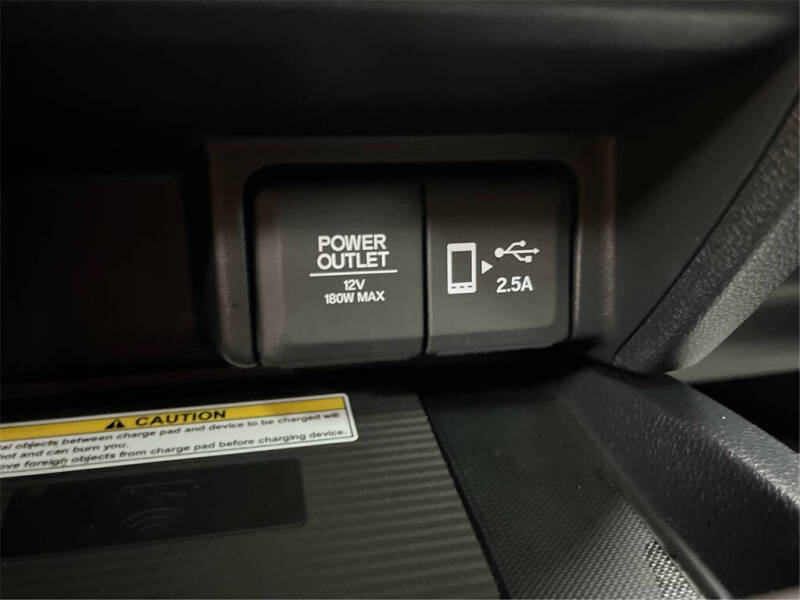 POWER
OUTLET
12V
180W MAX
2.5A
CAUTION
objects between charge pad and device to be charged will
hot and can burn you.
foreign objects from charge pad before charging device.